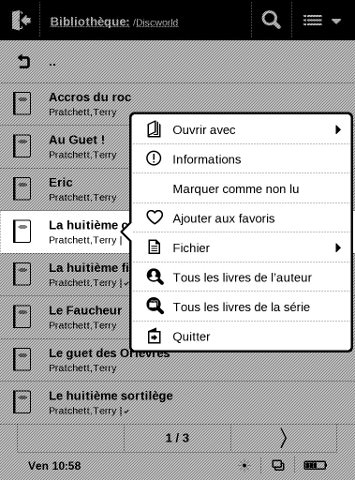 Bibliothèque: /Discworld
..
Accros du roc
Pratchett,Terry
Au Guet !
Pratchett,Terry
Eric
Pratchett,Terry
La huitième
Pratchett,Terry |
La huitième fi
Pratchett,Terry |✓
Le Faucheur
Pratchett,Terry
Le guet des Orfèvres
Pratchett,Terry
Le huitième sortilège
Pratchett,Terry |✓
Ouvrir avec
Informations
Marquer comme non lu
Ajouter aux favoris
Fichier
Tous les livres de l'auteur
Tous les livres de la série
Quitter
1 / 3
Ven 10:58